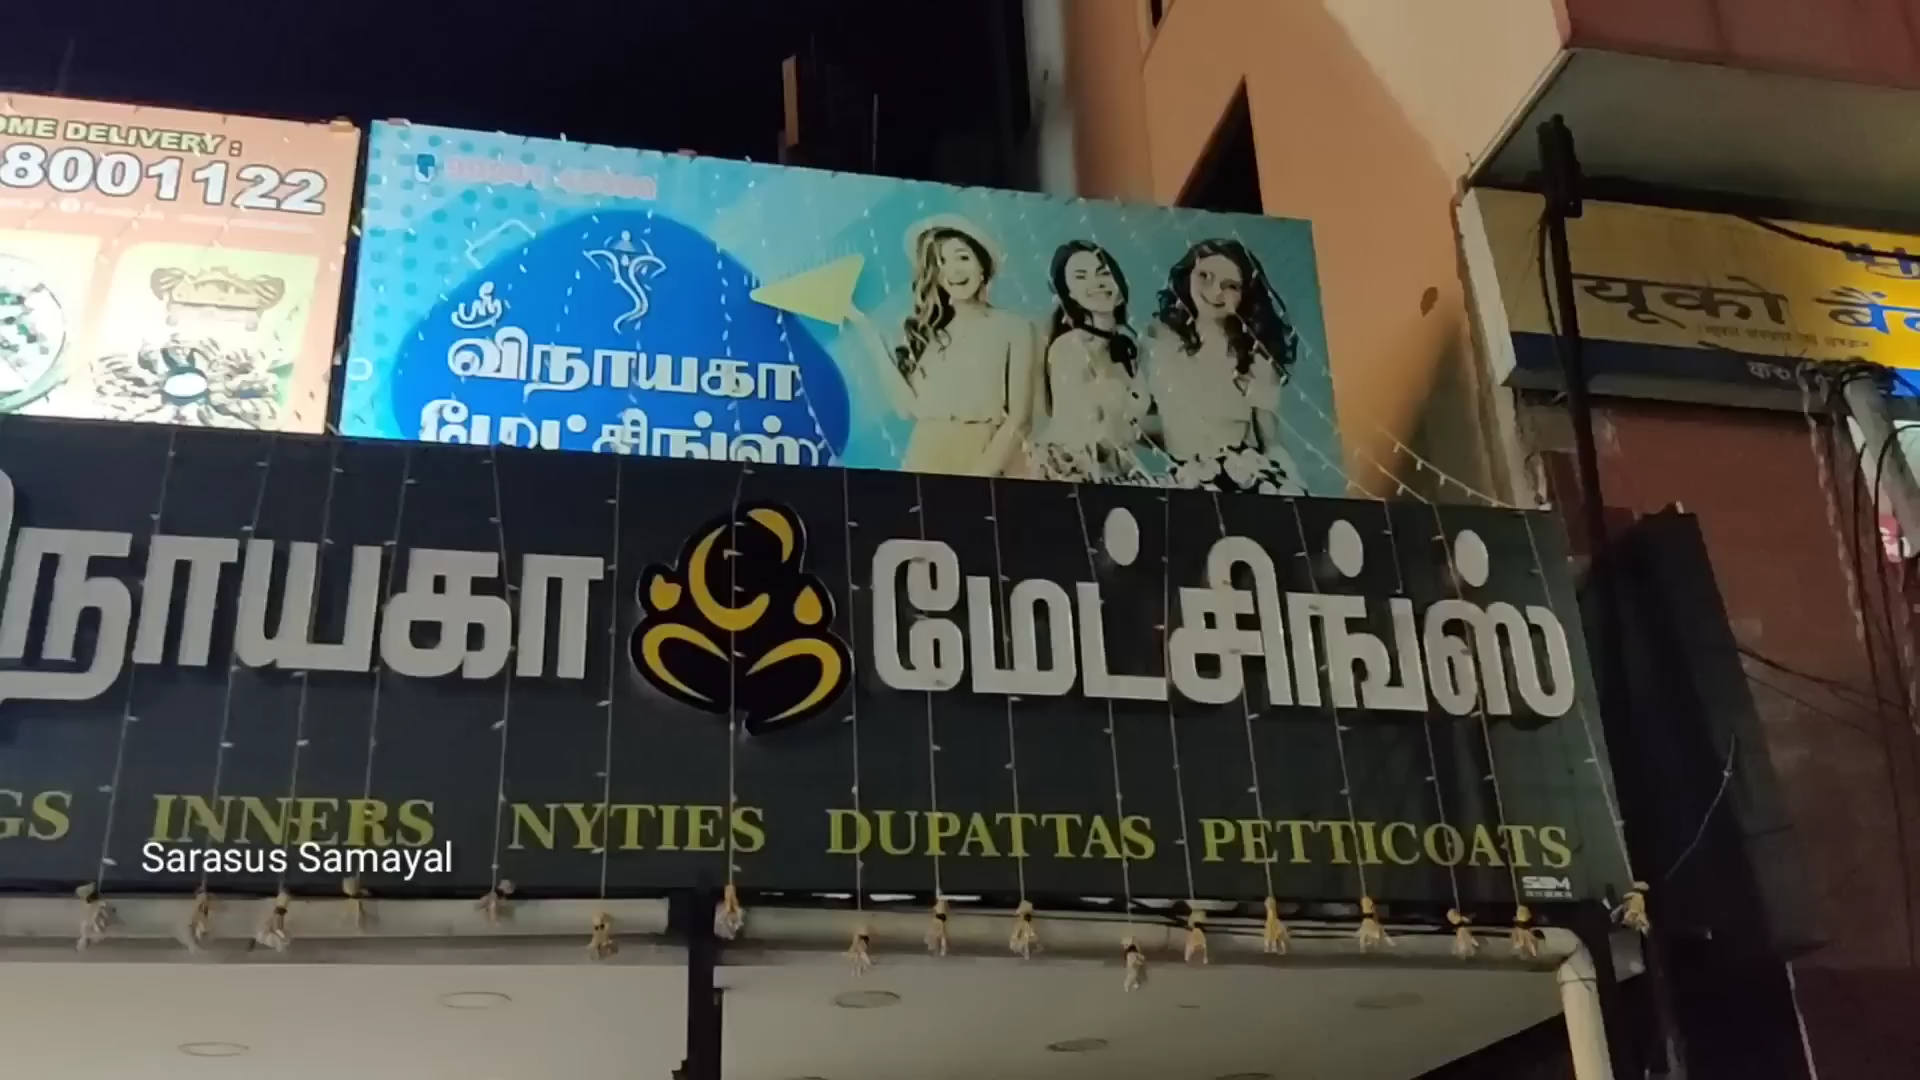 OME DELIVERY :
8001122
ஸ்ரீ
விநாயகா
மேட்சிங்ஸ்
यूको बैं
நாயகா மேட்சிங்ஸ்
GS INNERS NYTIES DUPATTAS PETTICOATS
Sarasus Samayal